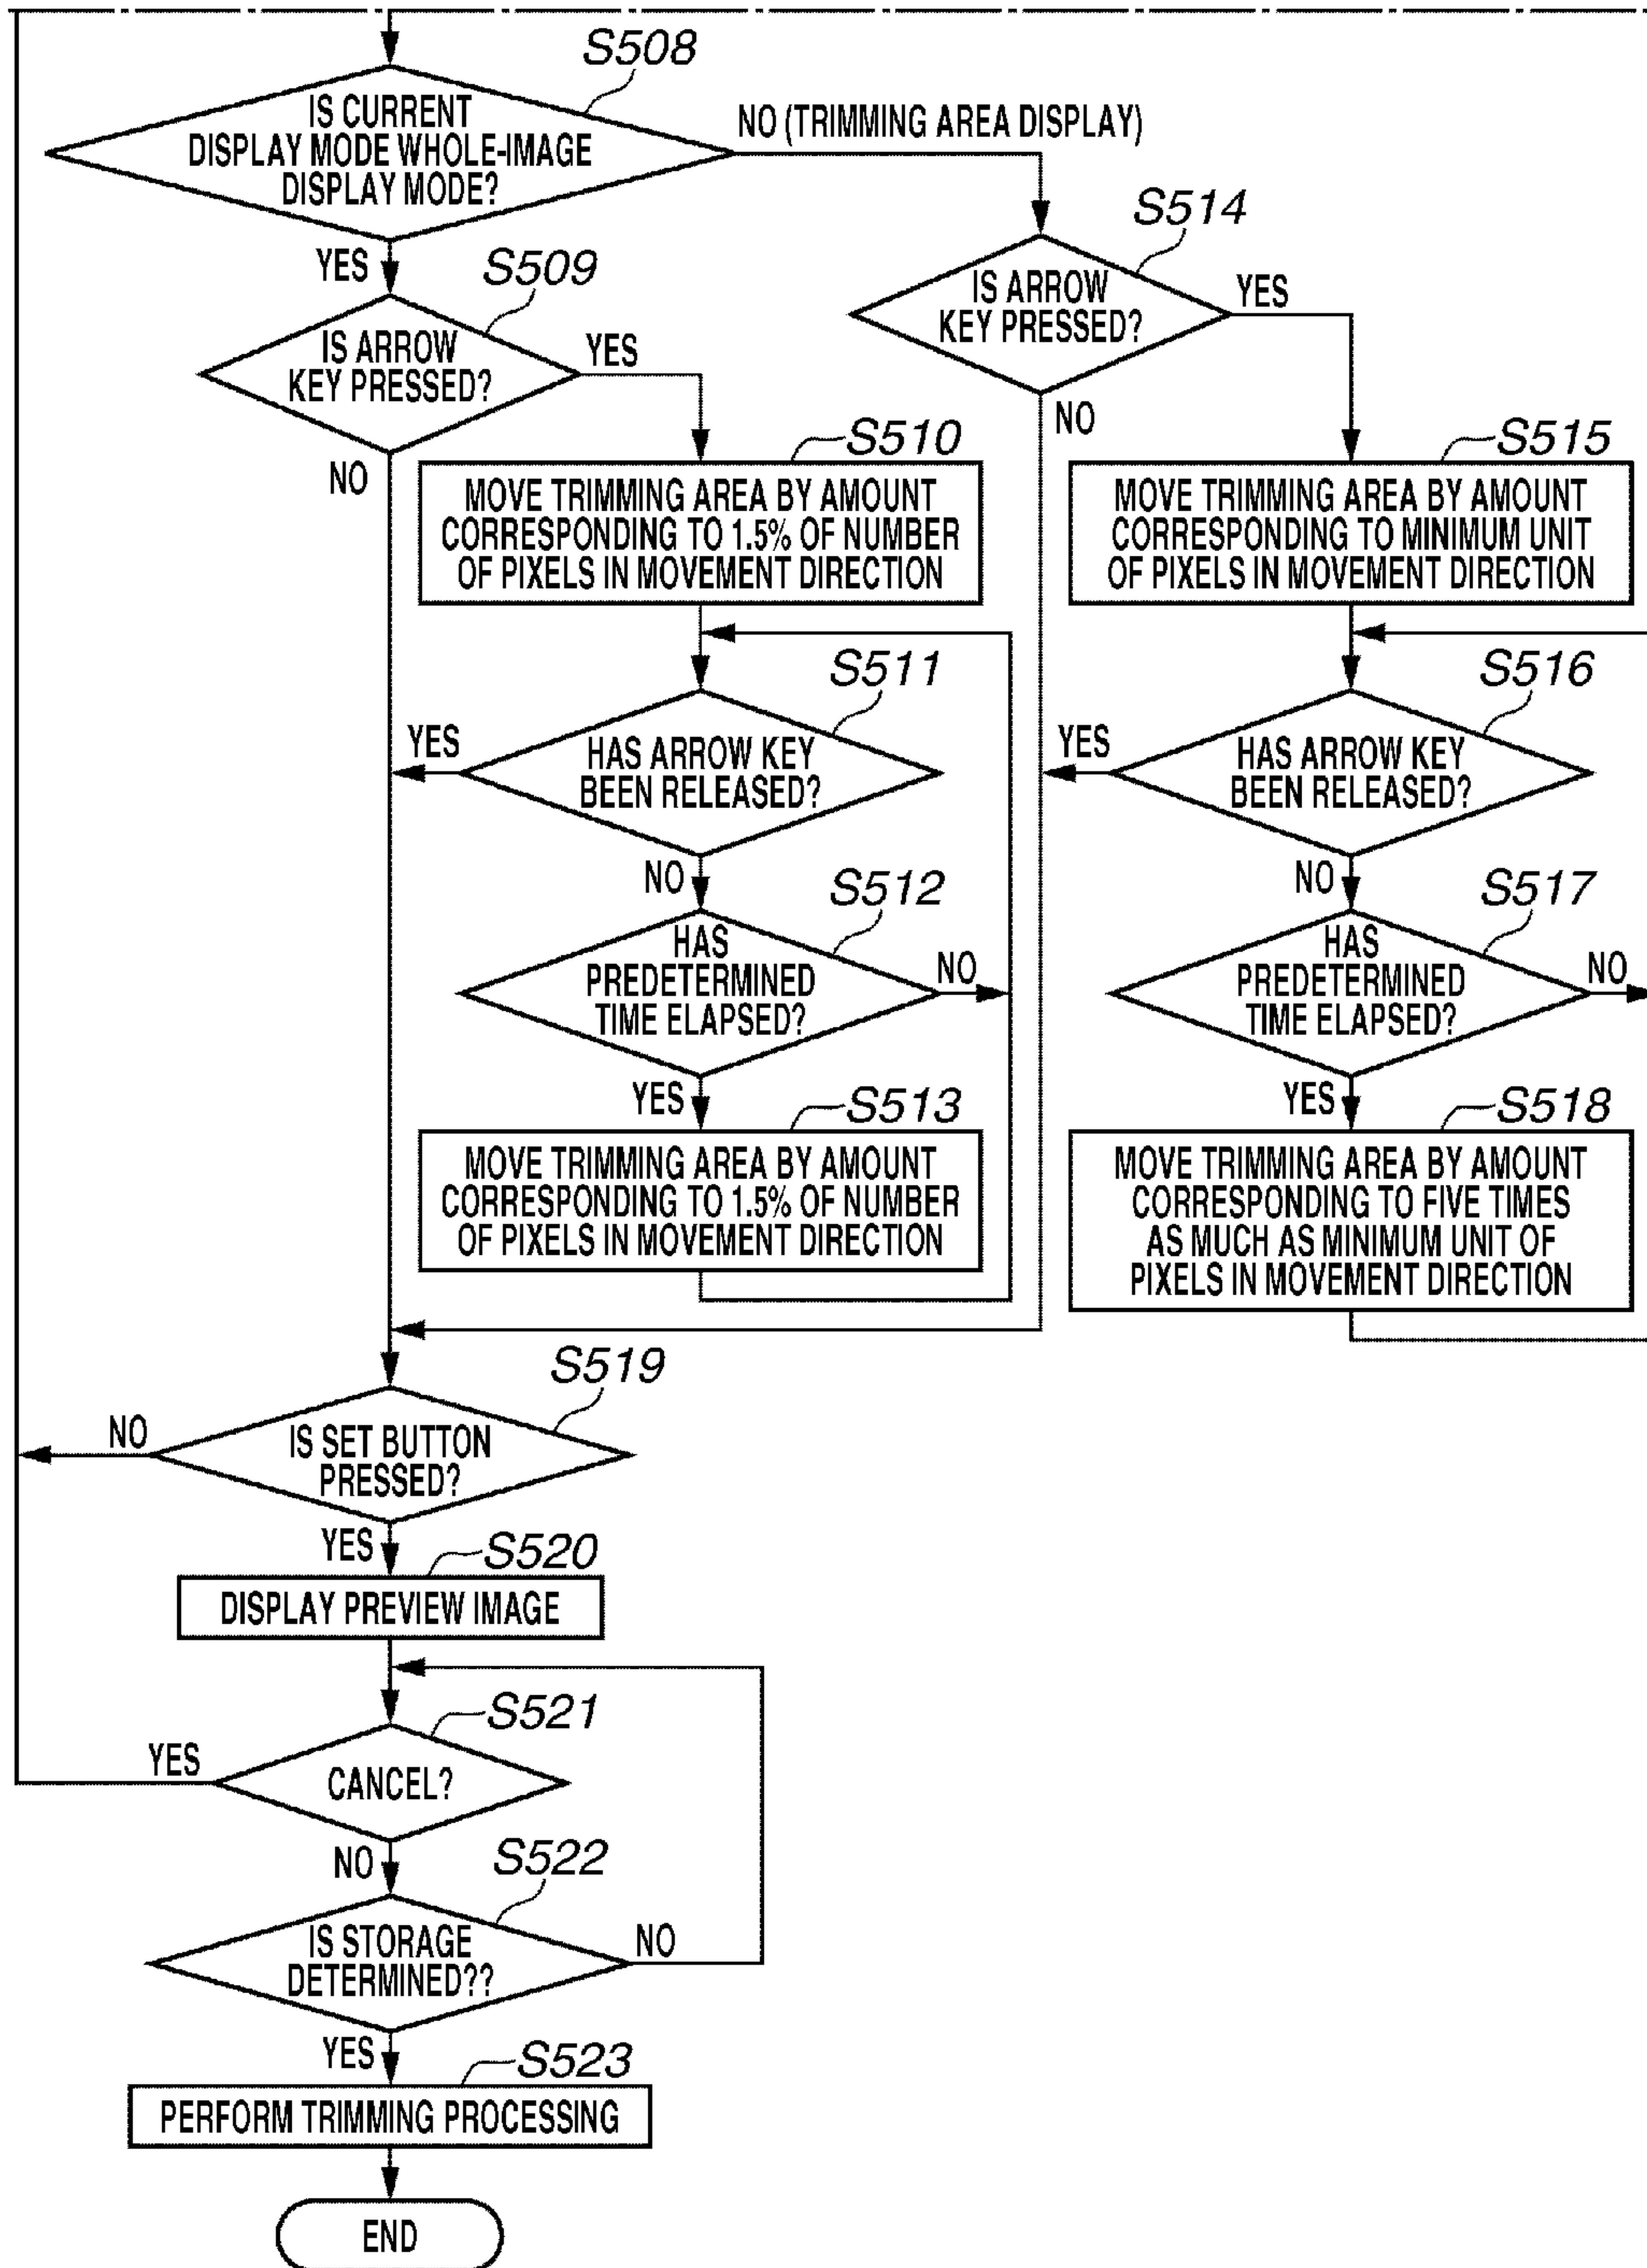 S508
IS CURRENT
DISPLAY MODE WHOLE-IMAGE
DISPLAY MODE?
NO (TRIMMING AREA DISPLAY)
YES
S509
IS ARROW
KEY PRESSED?
YES
NO
S514
IS ARROW
KEY PRESSED?
YES
NO
S510
MOVE TRIMMING AREA BY AMOUNT
CORRESPONDING TO 1.5% OF NUMBER
OF PIXELS IN MOVEMENT DIRECTION
S515
MOVE TRIMMING AREA BY AMOUNT
CORRESPONDING TO MINIMUM UNIT
OF PIXELS IN MOVEMENT DIRECTION
S511
YES
HAS ARROW KEY
BEEN RELEASED?
NO
S516
YES
HAS ARROW KEY
BEEN RELEASED?
NO
S512
HAS
PREDETERMINED
TIME ELAPSED?
NO
YES
S517
HAS
PREDETERMINED
TIME ELAPSED?
NO
YES
S513
MOVE TRIMMING AREA BY AMOUNT
CORRESPONDING TO 1.5% OF NUMBER
OF PIXELS IN MOVEMENT DIRECTION
S518
MOVE TRIMMING AREA BY AMOUNT
CORRESPONDING TO FIVE TIMES
AS MUCH AS MINIMUM UNIT OF
PIXELS IN MOVEMENT DIRECTION
S519
NO
IS SET BUTTON
PRESSED?
YES
S520
DISPLAY PREVIEW IMAGE
S521
YES
CANCEL?
NO
S522
IS STORAGE
DETERMINED??
NO
YES
S523
PERFORM TRIMMING PROCESSING
END